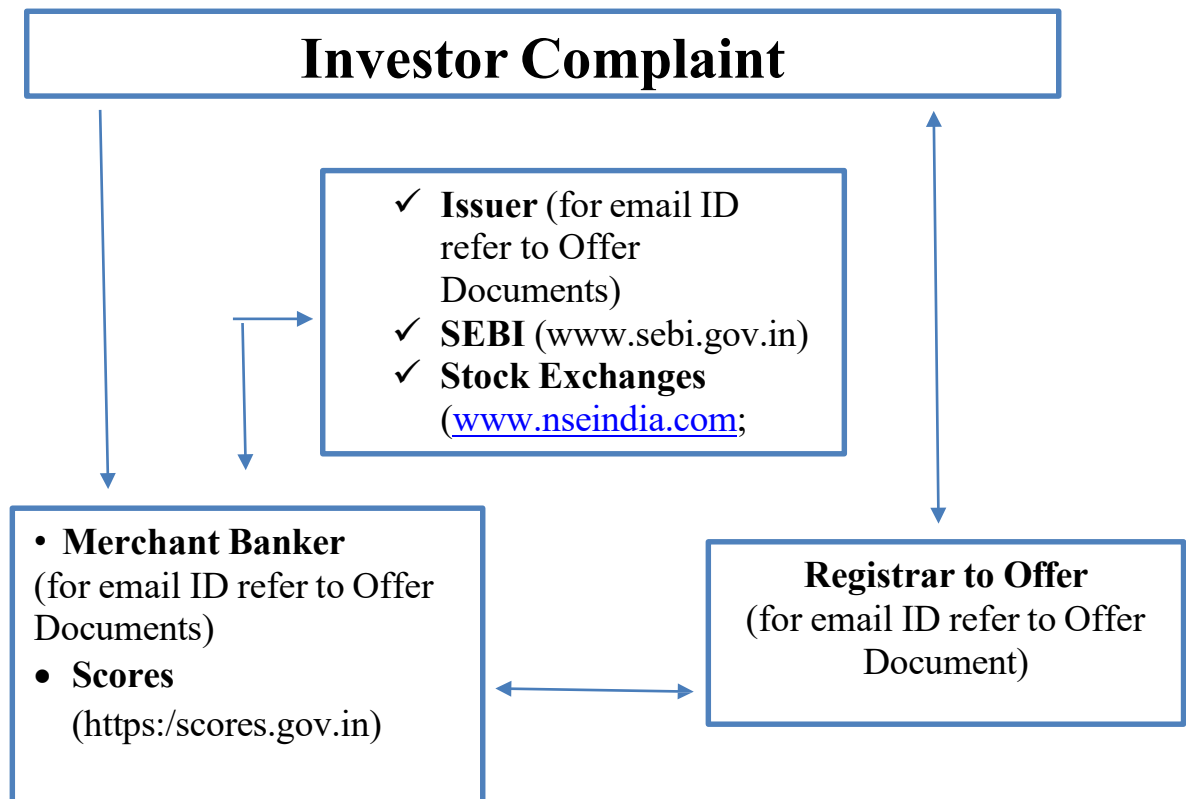 Investor Complaint
✓ Issuer (for email ID
refer to Offer
Documents)
✓ SEBI (www.sebi.gov.in)
✓ Stock Exchanges
(www.nseindia.com;
• Merchant Banker
(for email ID refer to Offer
Documents)
• Scores
(https:/scores.gov.in)
Registrar to Offer
(for email ID refer to Offer
Document)